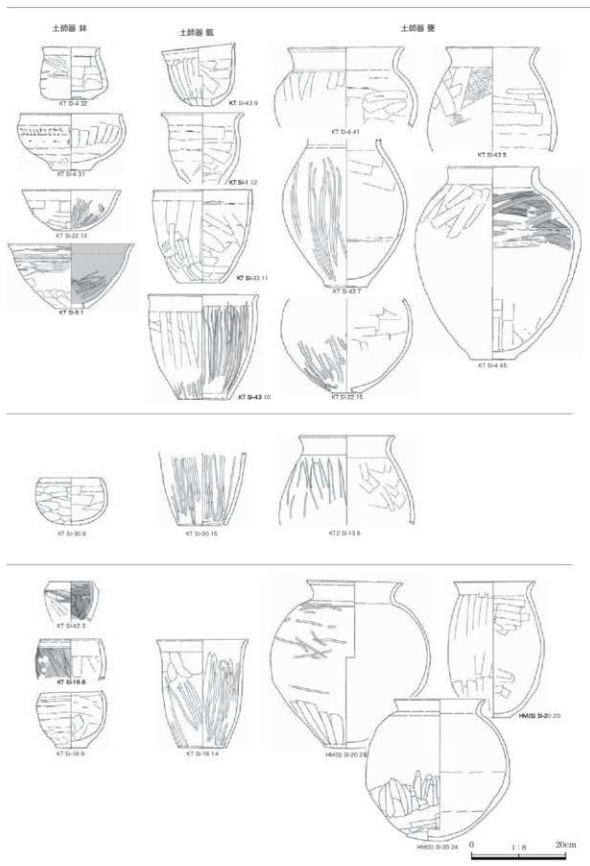 土師器 鉢
土師器 甑
土師器 甕
KT SI-4 32
KT SI-43 9
KT SI-4 41
KT SI-43 5
KT SI-4 31
KT SI-1 12
KT SI-22 12
KT SI-33 11
KT SI-43 7
KT SI-6 1
KT SI-43 10
KT SI-22 15
KT SI-4 45
KT SI-30 8
KT SI-30 15
KT2 SI-13 6
KT SI-42 3
KT SI-16 8
KT SI-16 9
KT SI-16 14
HM(S) SI-20 25
HM(S) SI-20 20
HM(S) SI-20 24
0 1:8 20cm